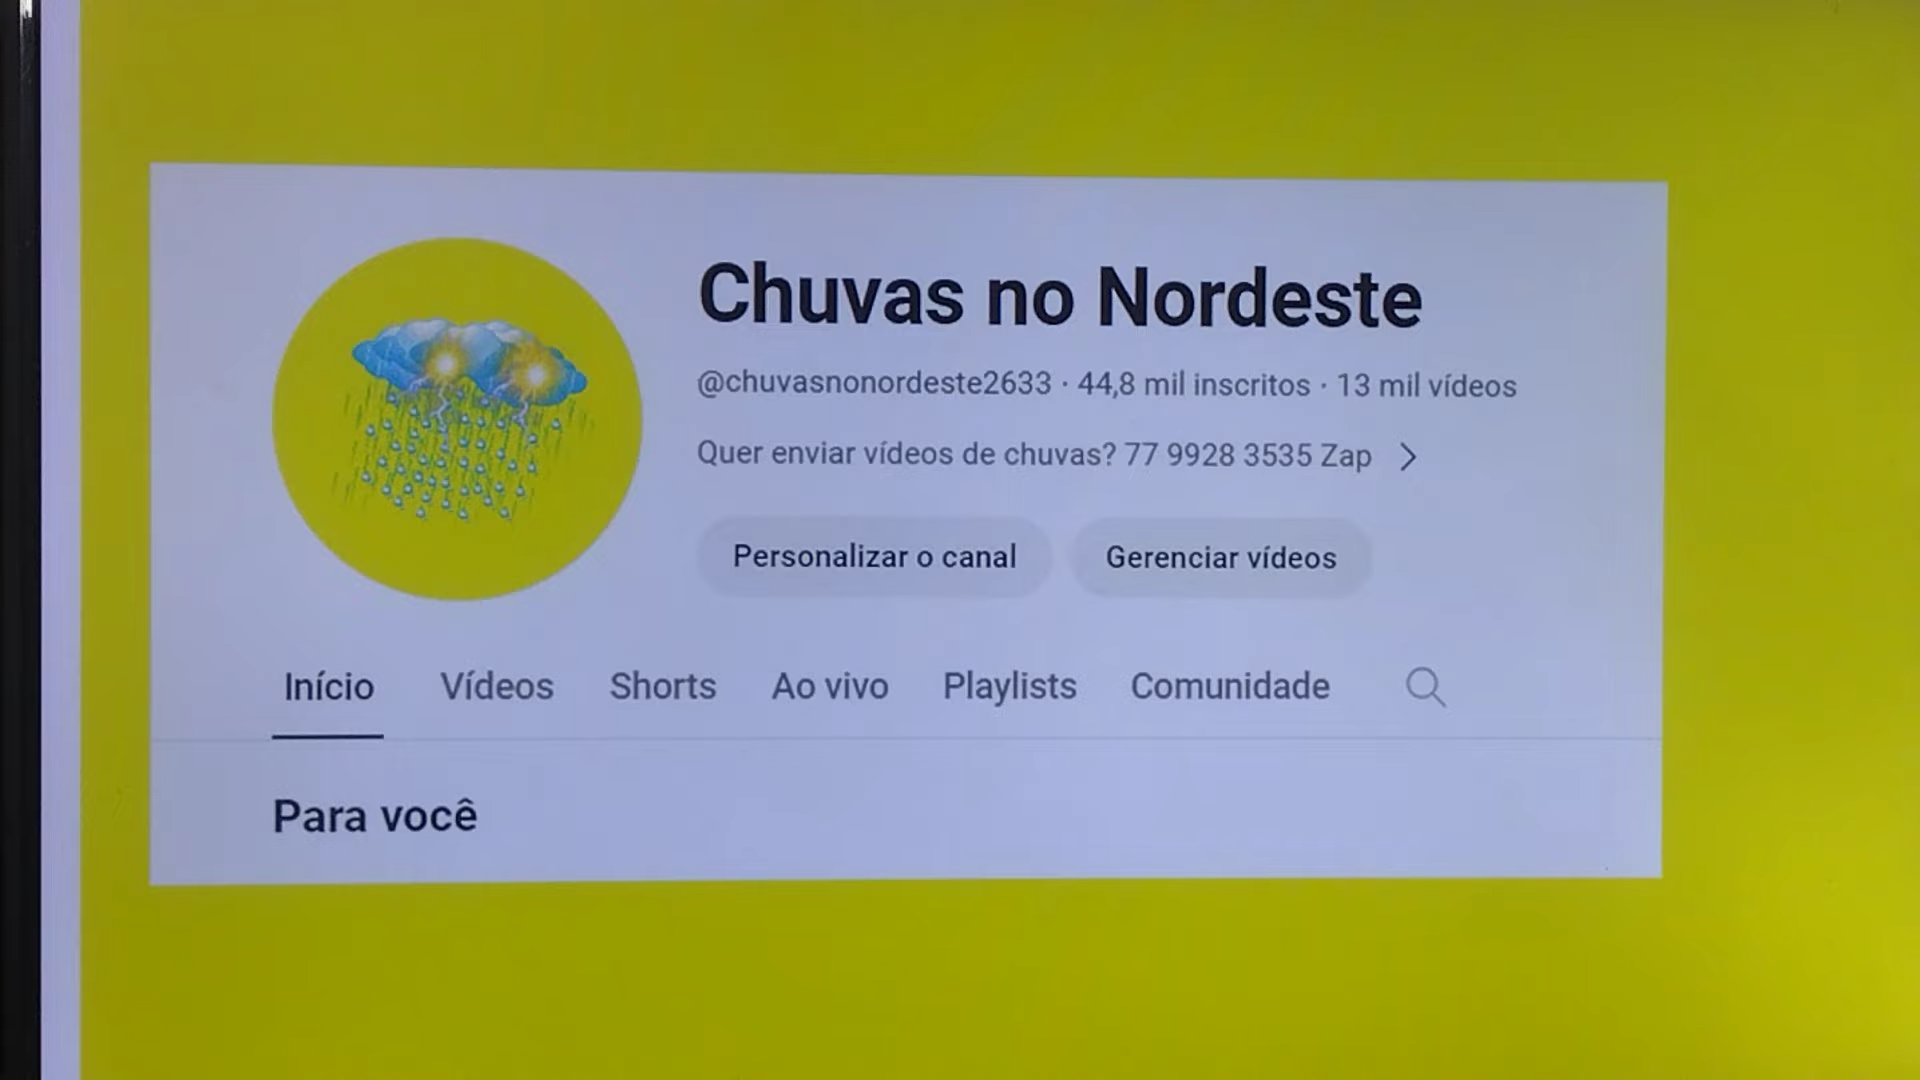 Chuvas no Nordeste
@chuvasnonordeste2633 · 44,8 mil inscritos · 13 mil vídeos
Quer enviar vídeos de chuvas? 77 9928 3535 Zap
Personalizar o canal Gerenciar vídeos
Início Vídeos Shorts Ao vivo Playlists Comunidade
Para você